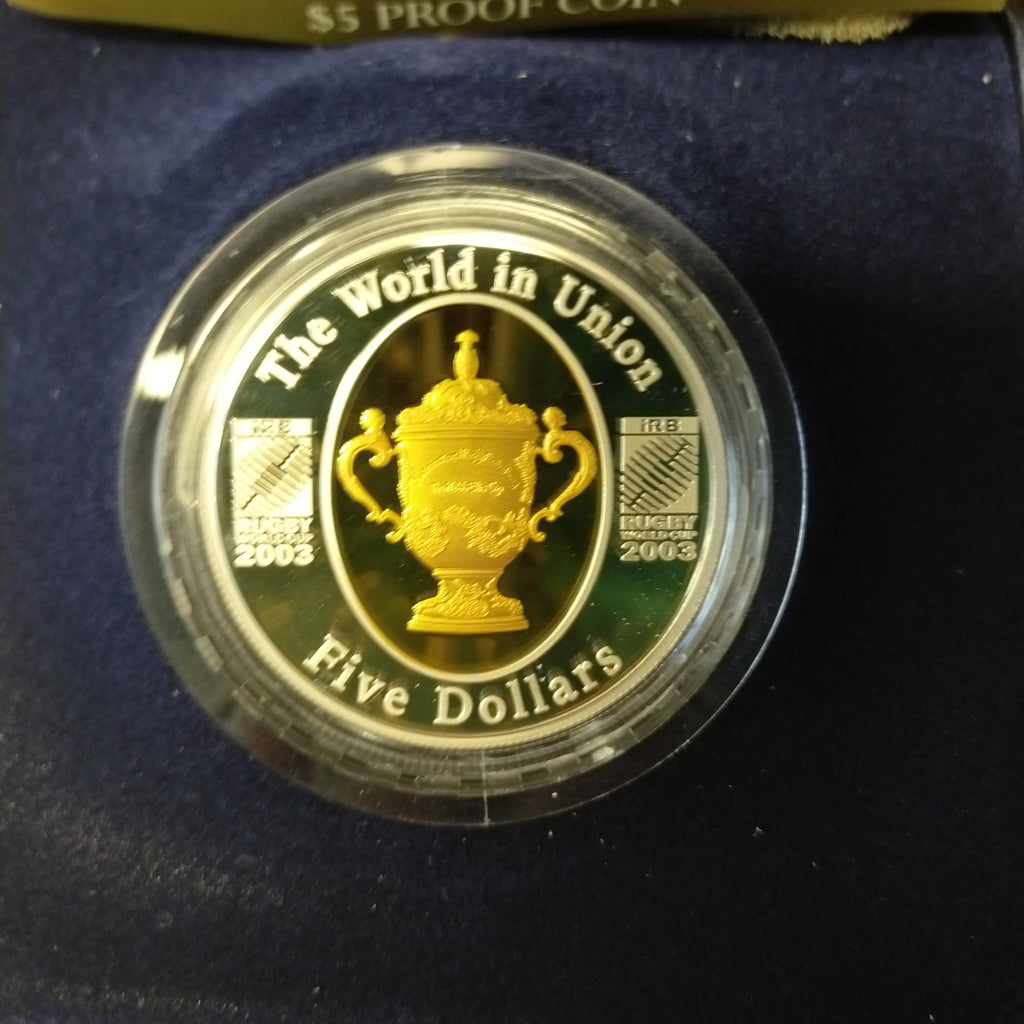 $5 PROOF COIN
The World in Union
iRB
RUGBY
WORLD CUP
2003
iRB
RUGBY
WORLD CUP
2003
Five Dollars